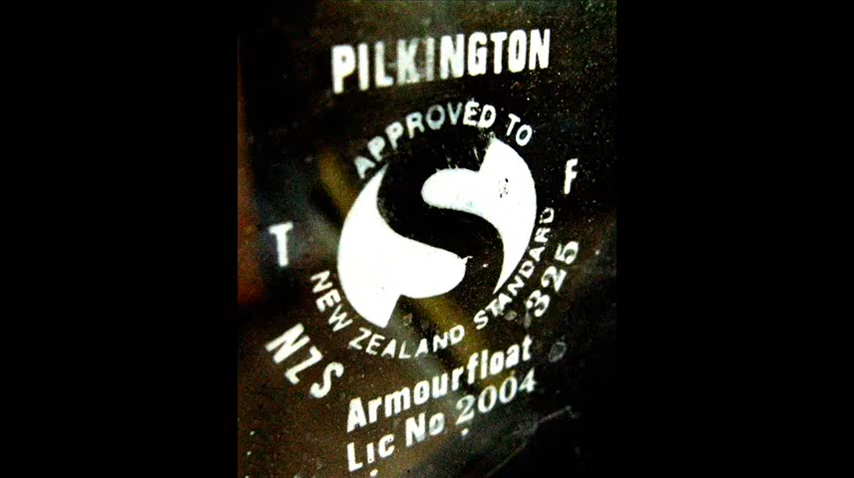 PILKINGTON
APPROVED TO
T
F
NEW ZEALAND STANDARD
NZS
325
Armourfloat
Lic No 2004